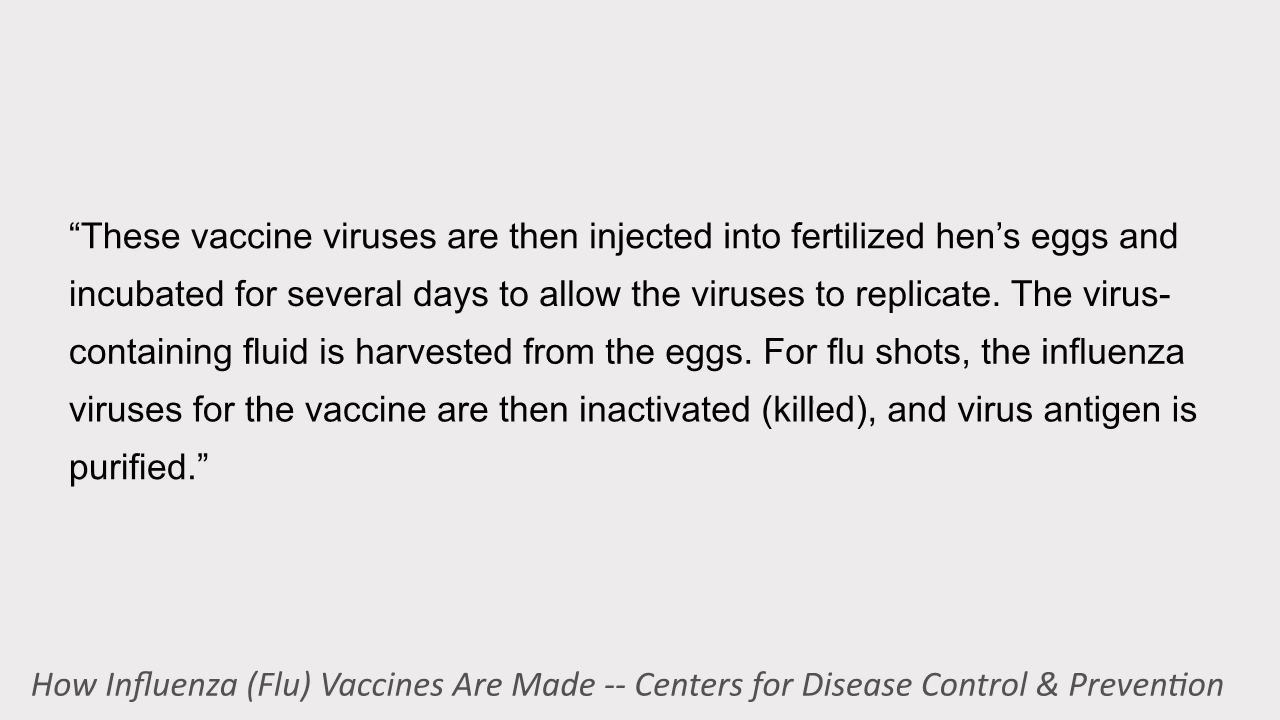 “These vaccine viruses are then injected into fertilized hen’s eggs and
incubated for several days to allow the viruses to replicate. The virus-
containing fluid is harvested from the eggs. For flu shots, the influenza
viruses for the vaccine are then inactivated (killed), and virus antigen is
purified.”
How Influenza (Flu) Vaccines Are Made -- Centers for Disease Control & Prevention